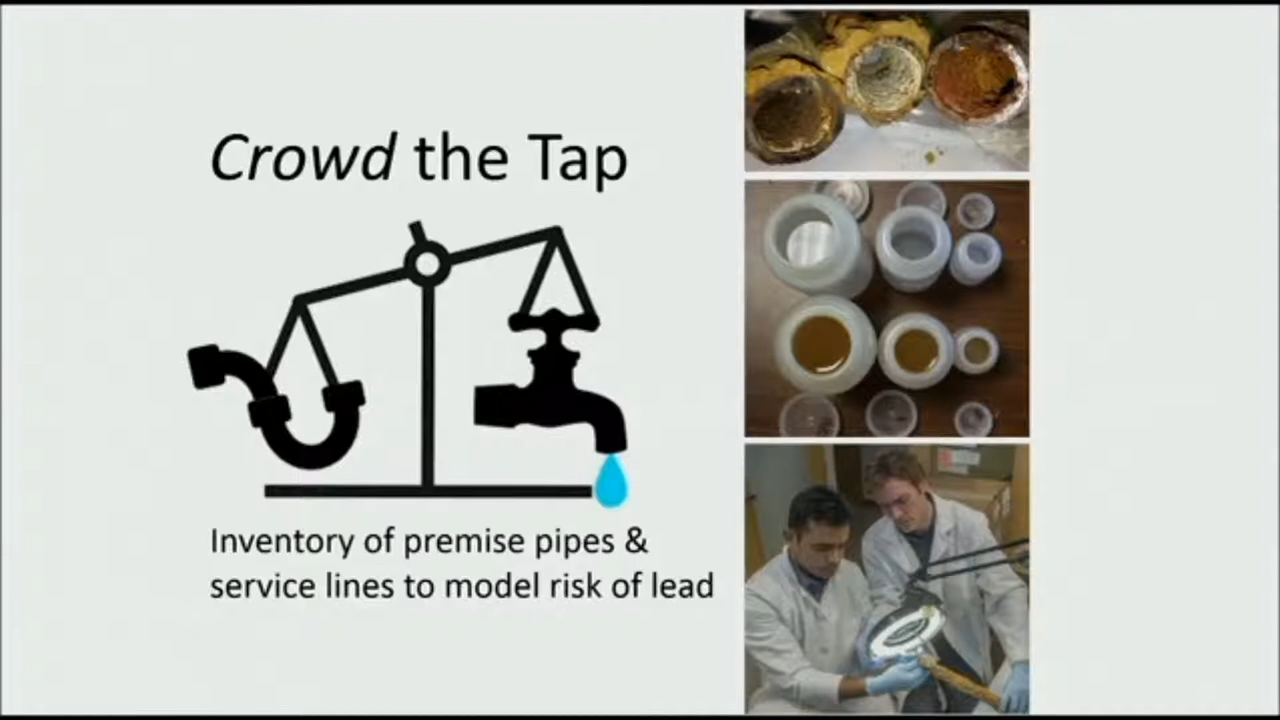 Crowd the Tap
Inventory of premise pipes &
service lines to model risk of lead